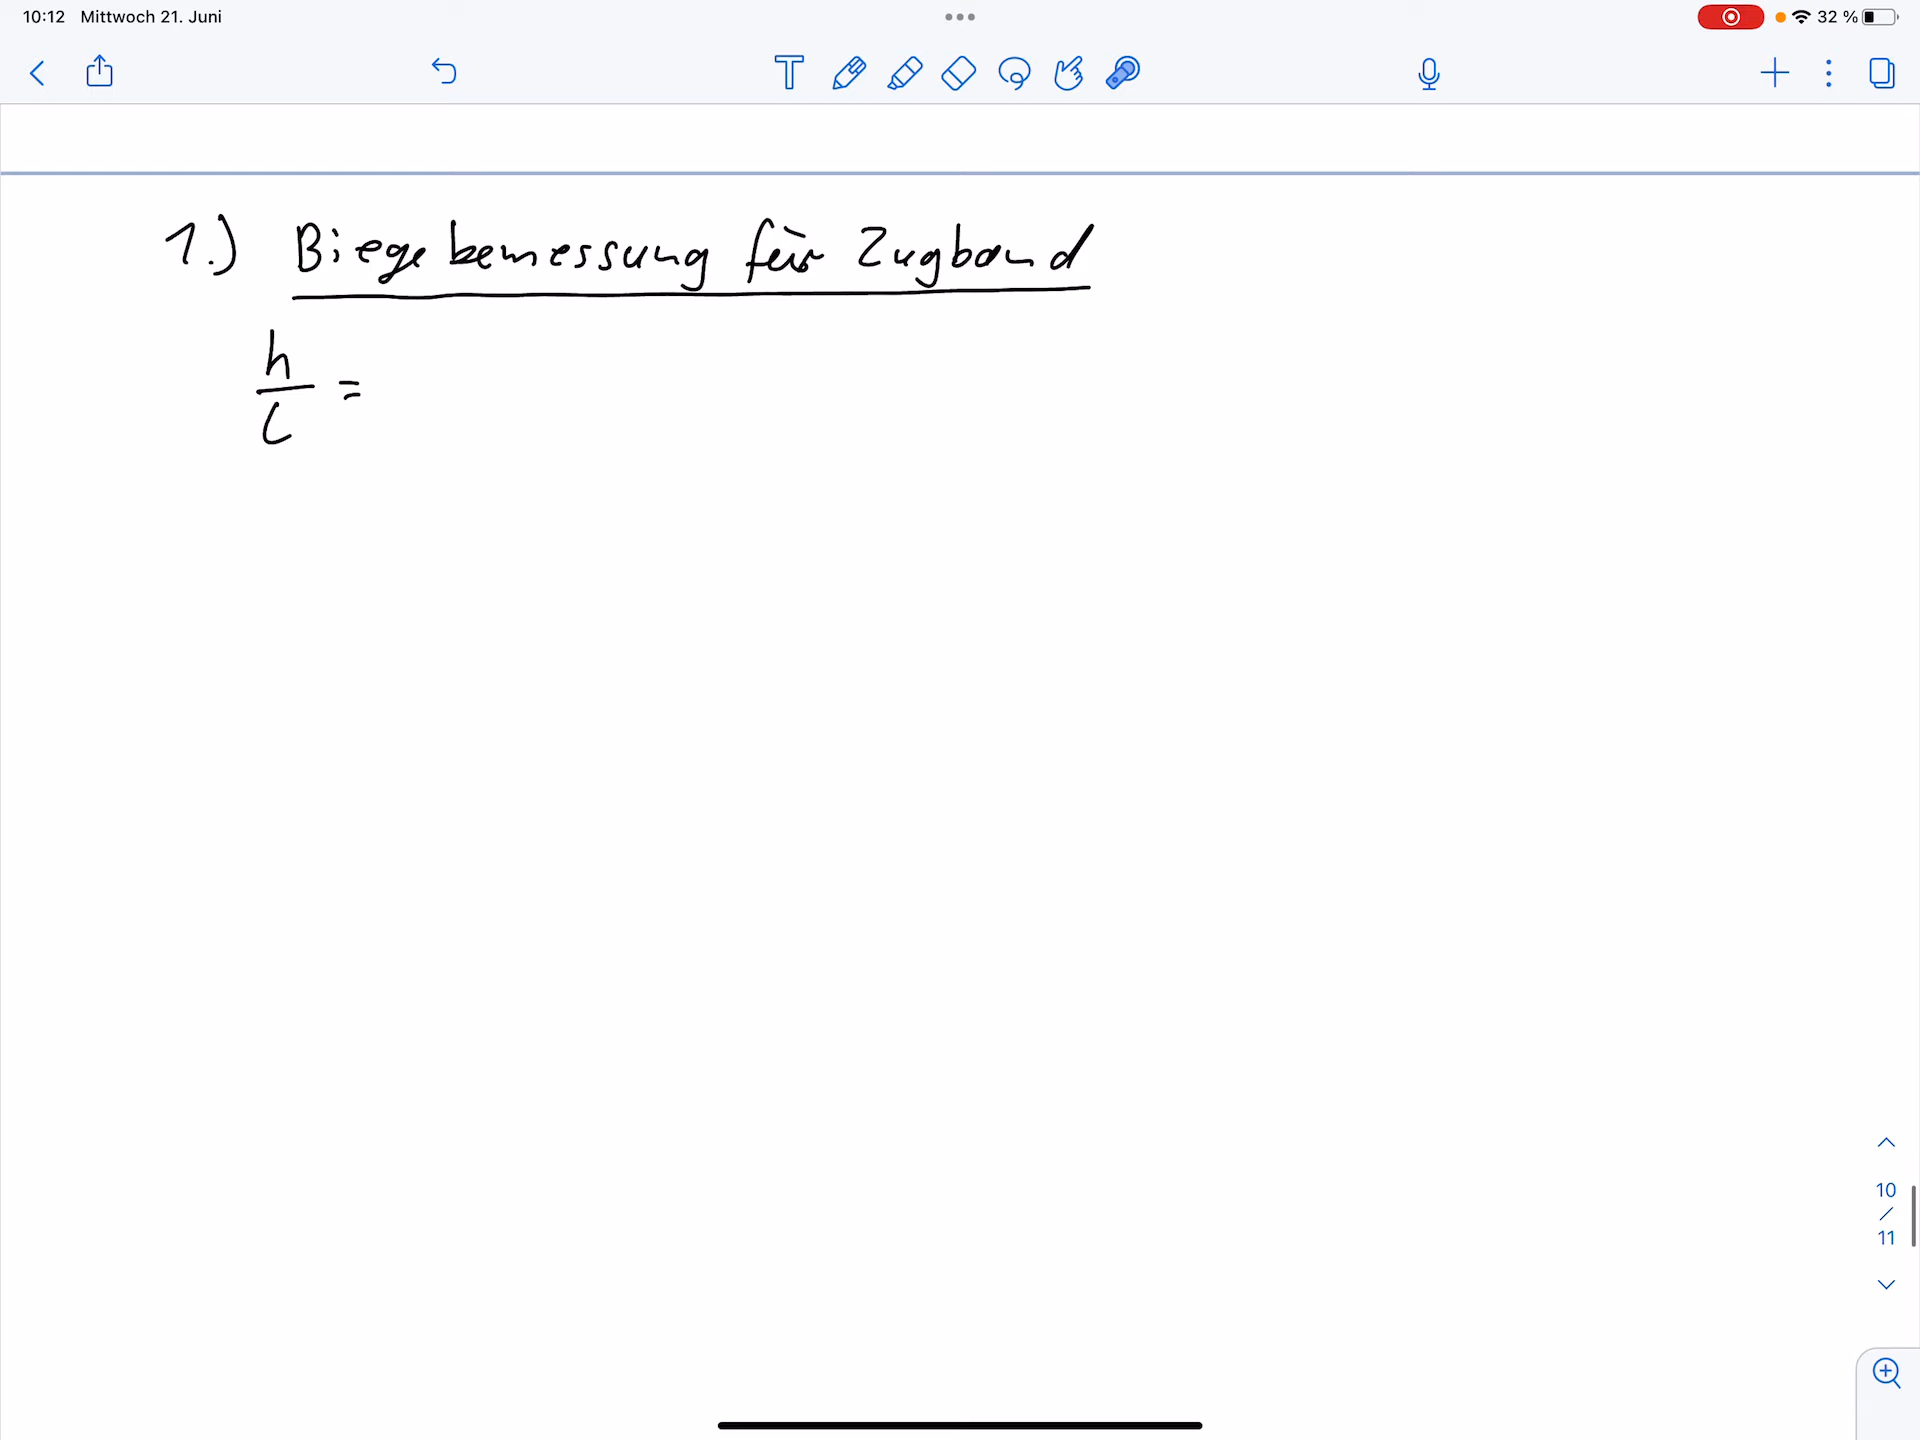 10:12 Mittwoch 21. Juni
32 %
1.) Biegebemessung für Zugband
h
— =
L
10
/
11